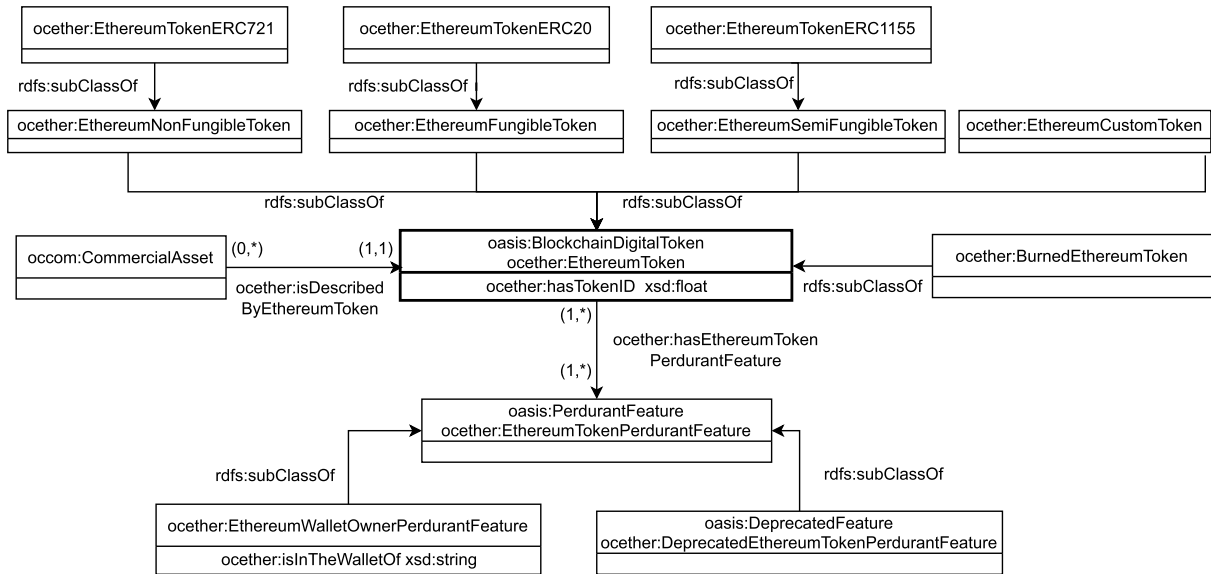 ocether:EthereumTokenERC721
ocether:EthereumTokenERC20
ocether:EthereumTokenERC1155
rdfs:subClassOf
rdfs:subClassOf
rdfs:subClassOf
ocether:EthereumNonFungibleToken
ocether:EthereumFungibleToken
ocether:EthereumSemiFungibleToken
ocether:EthereumCustomToken
rdfs:subClassOf
rdfs:subClassOf
occom:CommercialAsset
(0,*)
(1,1)
oasis:BlockchainDigitalToken
ocether:EthereumToken
ocether:hasTokenID xsd:float
ocether:BurnedEthereumToken
rdfs:subClassOf
ocether:isDescribed
ByEthereumToken
(1,*)
ocether:hasEthereumToken
PerdurantFeature
(1,*)
oasis:PerdurantFeature
ocether:EthereumTokenPerdurantFeature
rdfs:subClassOf
rdfs:subClassOf
ocether:EthereumWalletOwnerPerdurantFeature
ocether:isInTheWalletOf xsd:string
oasis:DeprecatedFeature
ocether:DeprecatedEthereumTokenPerdurantFeature